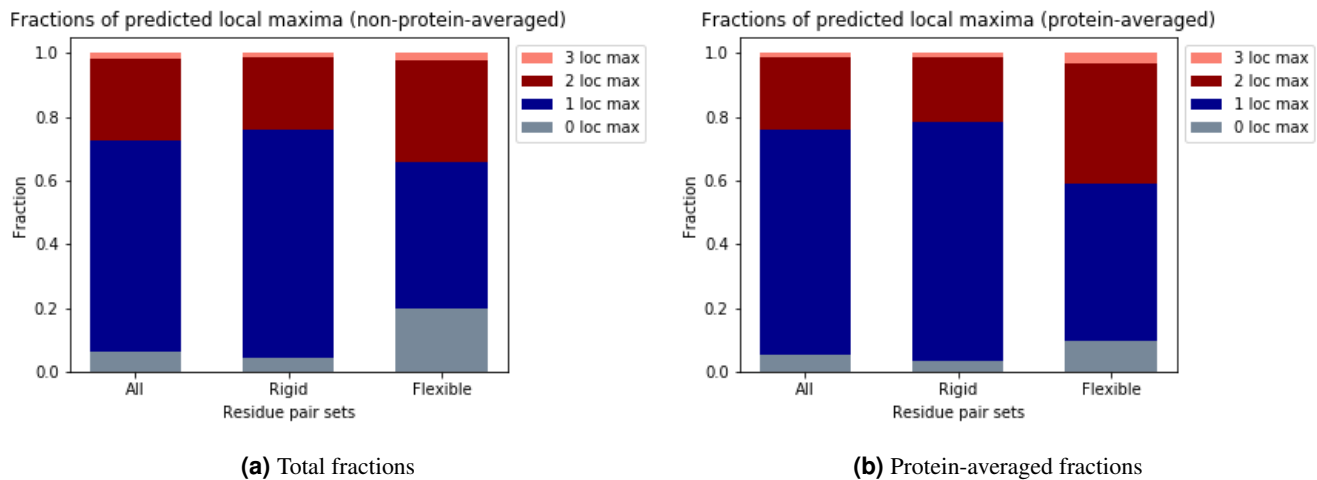 Fractions of predicted local maxima (non-protein-averaged)
1.0
0.8
0.6
0.4
0.2
0.0
Fraction
All
Rigid
Flexible
Residue pair sets
3 loc max
2 loc max
1 loc max
0 loc max
(a) Total fractions
Fractions of predicted local maxima (protein-averaged)
1.0
0.8
0.6
0.4
0.2
0.0
Fraction
All
Rigid
Flexible
Residue pair sets
3 loc max
2 loc max
1 loc max
0 loc max
(b) Protein-averaged fractions